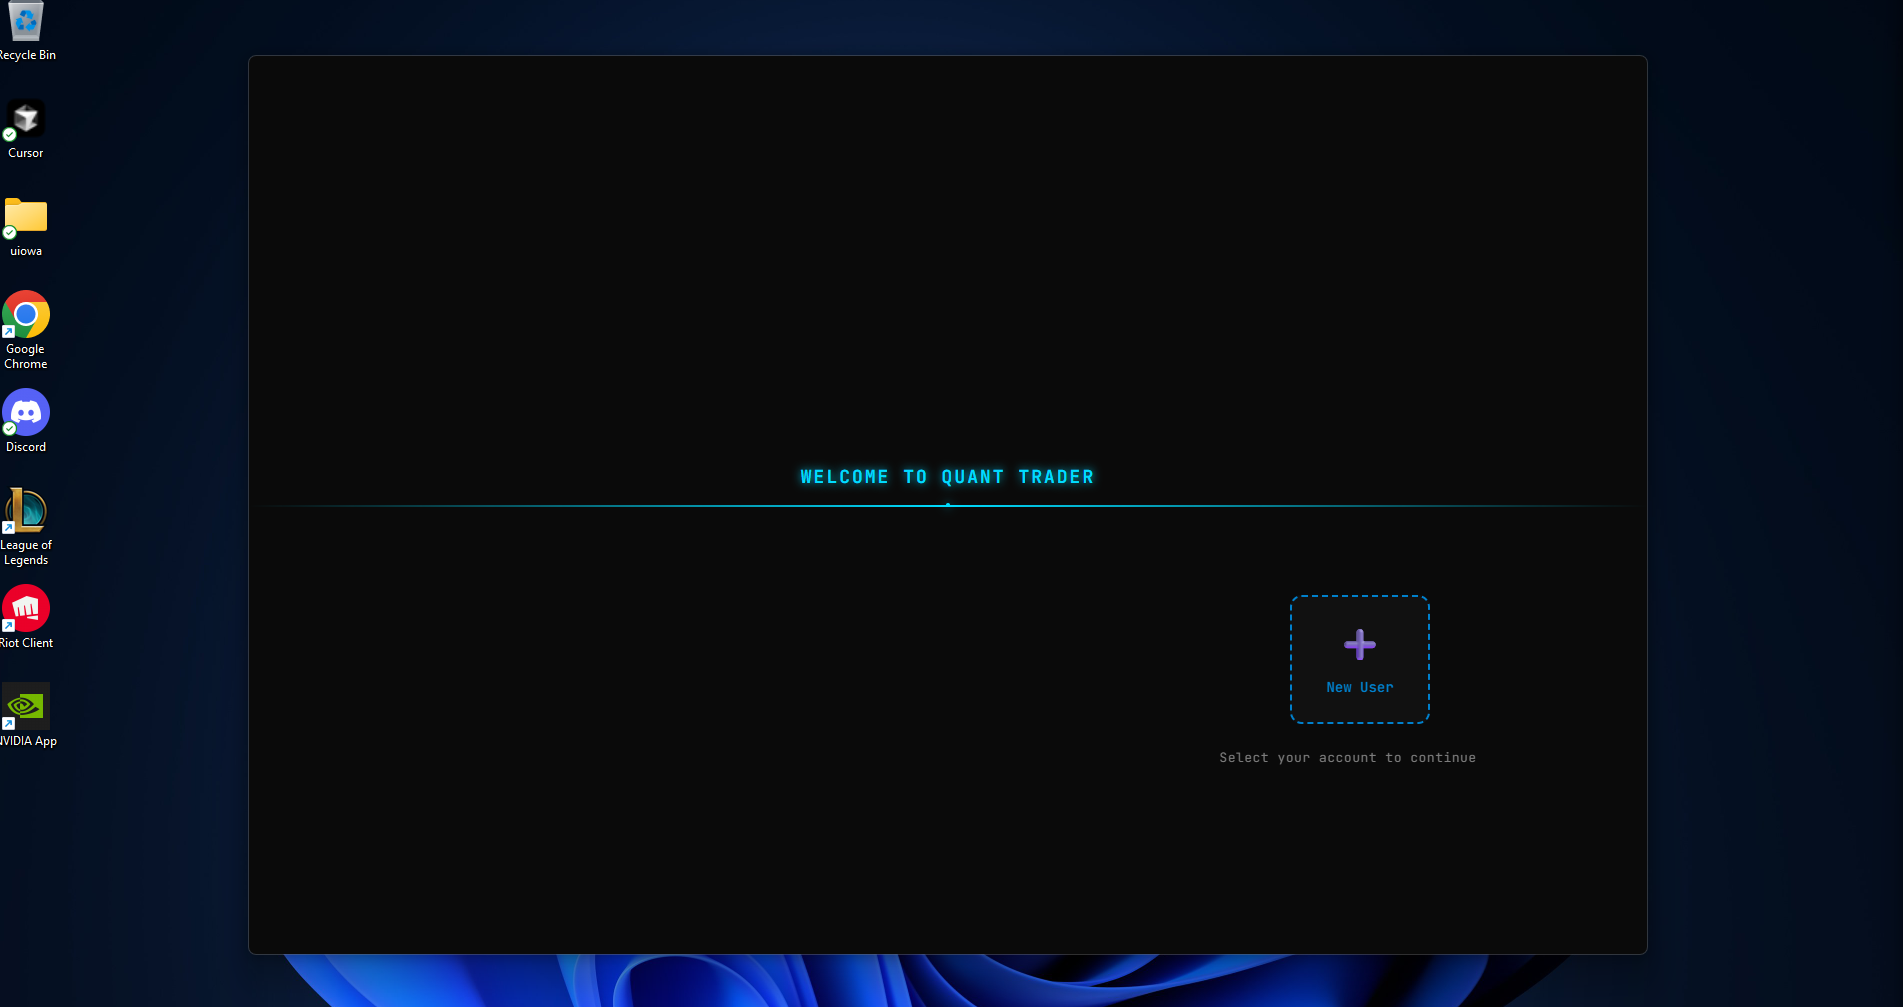 Recycle Bin
Cursor
uiowa
Google
Chrome
Discord
League of
Legends
Riot Client
NVIDIA App
WELCOME TO QUANT TRADER
New User
Select your account to continue